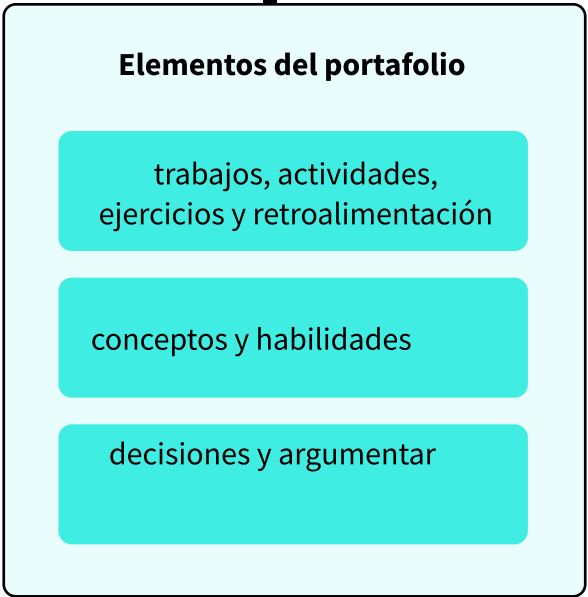 Elementos del portafolio
trabajos, actividades,
ejercicios y retroalimentación
conceptos y habilidades
decisiones y argumentar